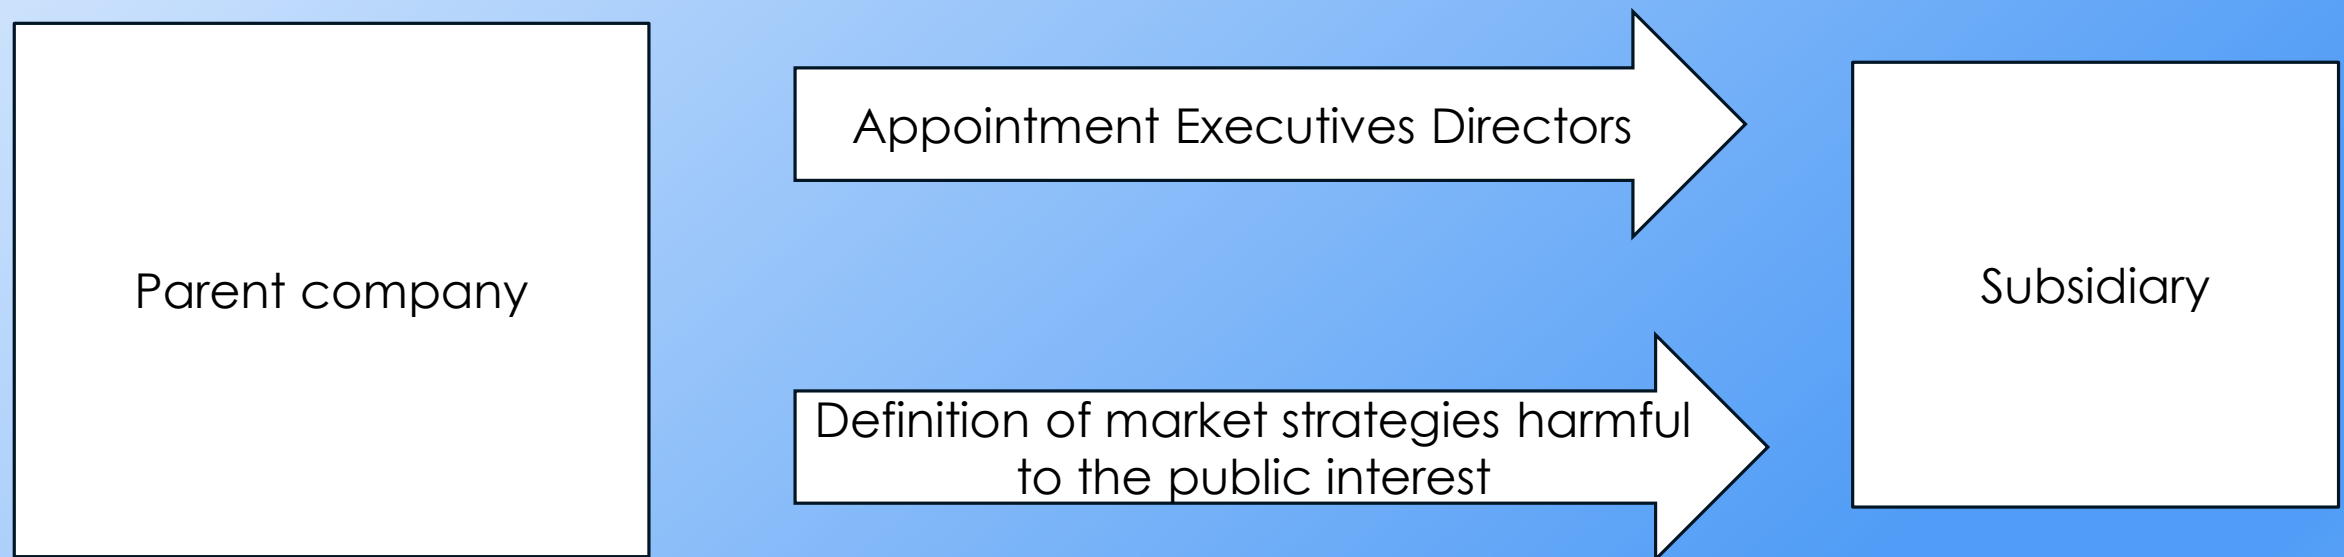 Parent company
Appointment Executives Directors
Definition of market strategies harmful
to the public interest
Subsidiary